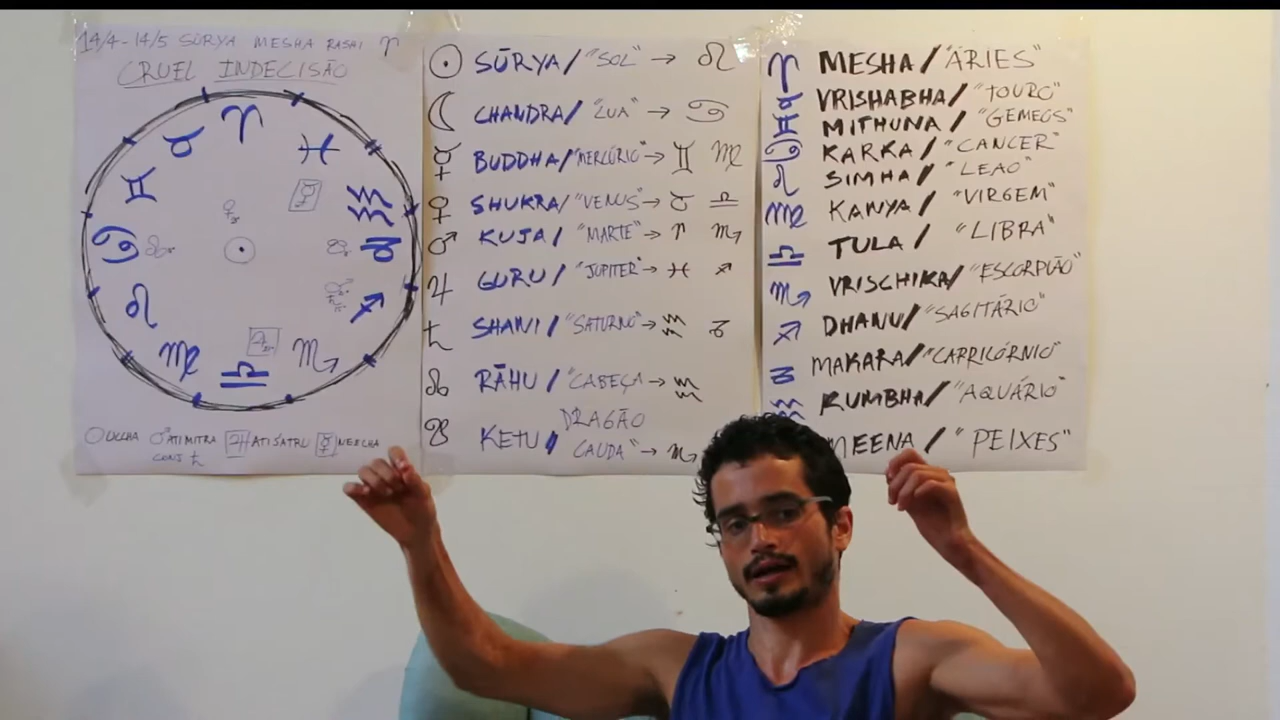 14/4-14/5 SŪRYA MESHA RASHI ♈
CRUEL INDECISÃO
ATIMITRA
ATISATRU
NEECHA
SŪRYA / "SOL" → ♌
CHANDRA / "LUA" → ♋
BUDDHA / "MERCÚRIO" → ♊ ♍
SHUKRA / "VENUS" → ♉ ♎
KUJA / "MARTE" → ♈ ♏
GURU / "JUPITER" → ♓ ♐
SHANI / "SATURNO" → ♒ ♑
RĀHU / "CABEÇA → ♒
DRAGÃO
KETU / CAUDA" → ♏
MESHA / "ÁRIES"
VRISHABHA / "TOURO"
MITHUNA / "GEMEOS"
KARKA / "CANCER"
SIMHA / "LEAO"
KANYA / "VIRGEM"
TULA / "LIBRA"
VRISCHIKA / "ESCORPIÃO"
DHANU / "SAGITÁRIO"
MAKARA / "CAPRICÓRNIO"
KUMBHA / "AQUÁRIO"
MEENA / "PEIXES"